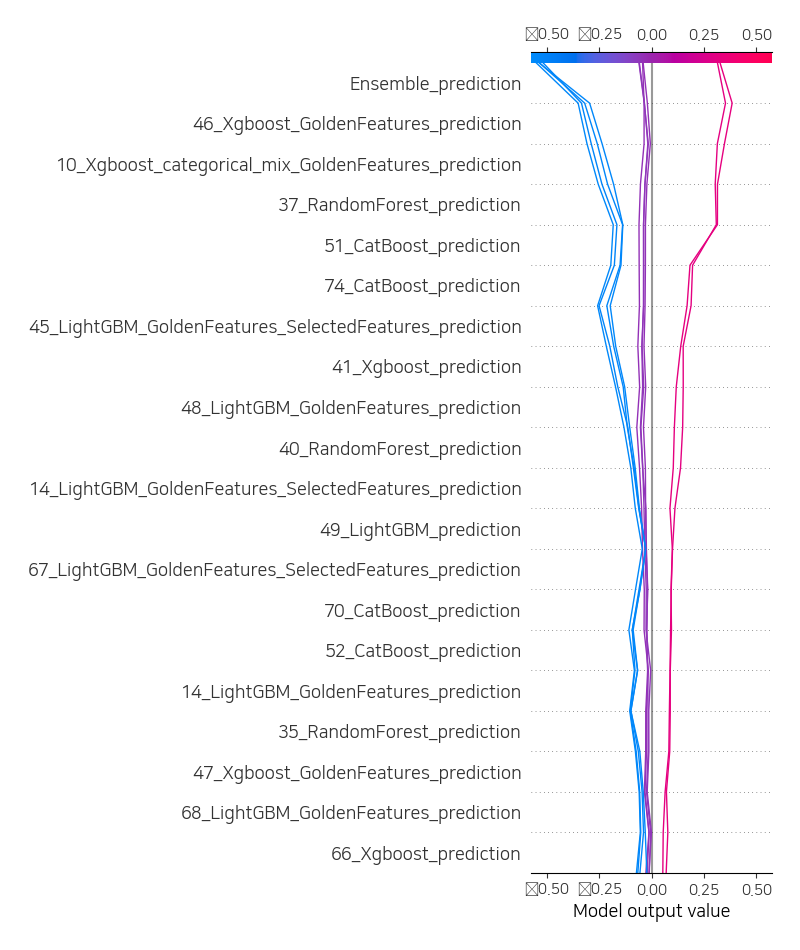 ▯0.50 ▯0.25 0.00 0.25 0.50
Ensemble_prediction
46_Xgboost_GoldenFeatures_prediction
10_Xgboost_categorical_mix_GoldenFeatures_prediction
37_RandomForest_prediction
51_CatBoost_prediction
74_CatBoost_prediction
45_LightGBM_GoldenFeatures_SelectedFeatures_prediction
41_Xgboost_prediction
48_LightGBM_GoldenFeatures_prediction
40_RandomForest_prediction
14_LightGBM_GoldenFeatures_SelectedFeatures_prediction
49_LightGBM_prediction
67_LightGBM_GoldenFeatures_SelectedFeatures_prediction
70_CatBoost_prediction
52_CatBoost_prediction
14_LightGBM_GoldenFeatures_prediction
35_RandomForest_prediction
47_Xgboost_GoldenFeatures_prediction
68_LightGBM_GoldenFeatures_prediction
66_Xgboost_prediction
▯0.50 ▯0.25 0.00 0.25 0.50
Model output value